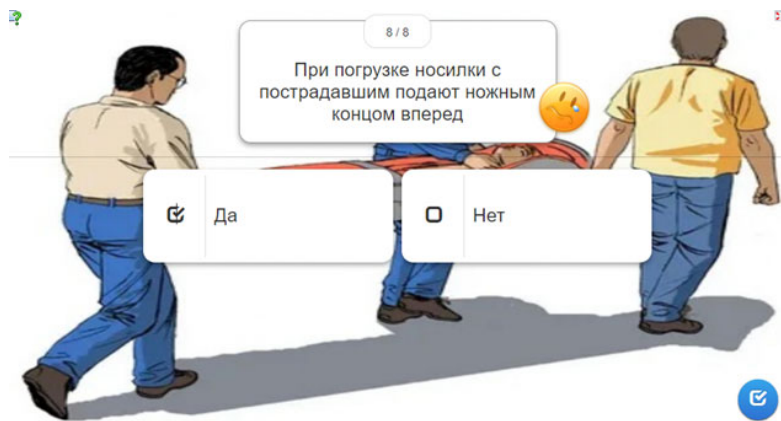 8 / 8
При погрузке носилки с
пострадавшим подают ножным
концом вперед
Да
Нет